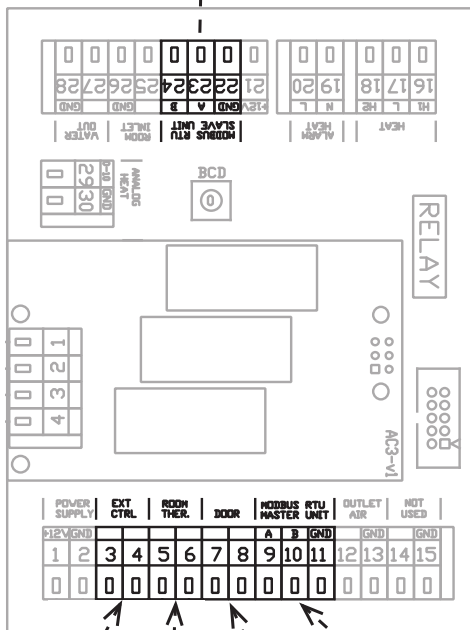 28 27 26 25 24 23 22 21 20 19 18 17 16
GND GND B A GND +12V L N H2 L H1
WATER OUT
ROOM INLET
MODBUS RTU SLAVE UNIT
ALARM HEAT
HEAT
29 0-10
30 GND
ANALOG HEAT
BCD
RELAY
1
2
3
4
AC3-v1
POWER SUPPLY
EXT CTRL
ROOM THER.
DOOR
MODBUS RTU MASTER UNIT
OUTLET AIR
NOT USED
+12V GND A B GND GND GND
1 2 3 4 5 6 7 8 9 10 11 12 13 14 15